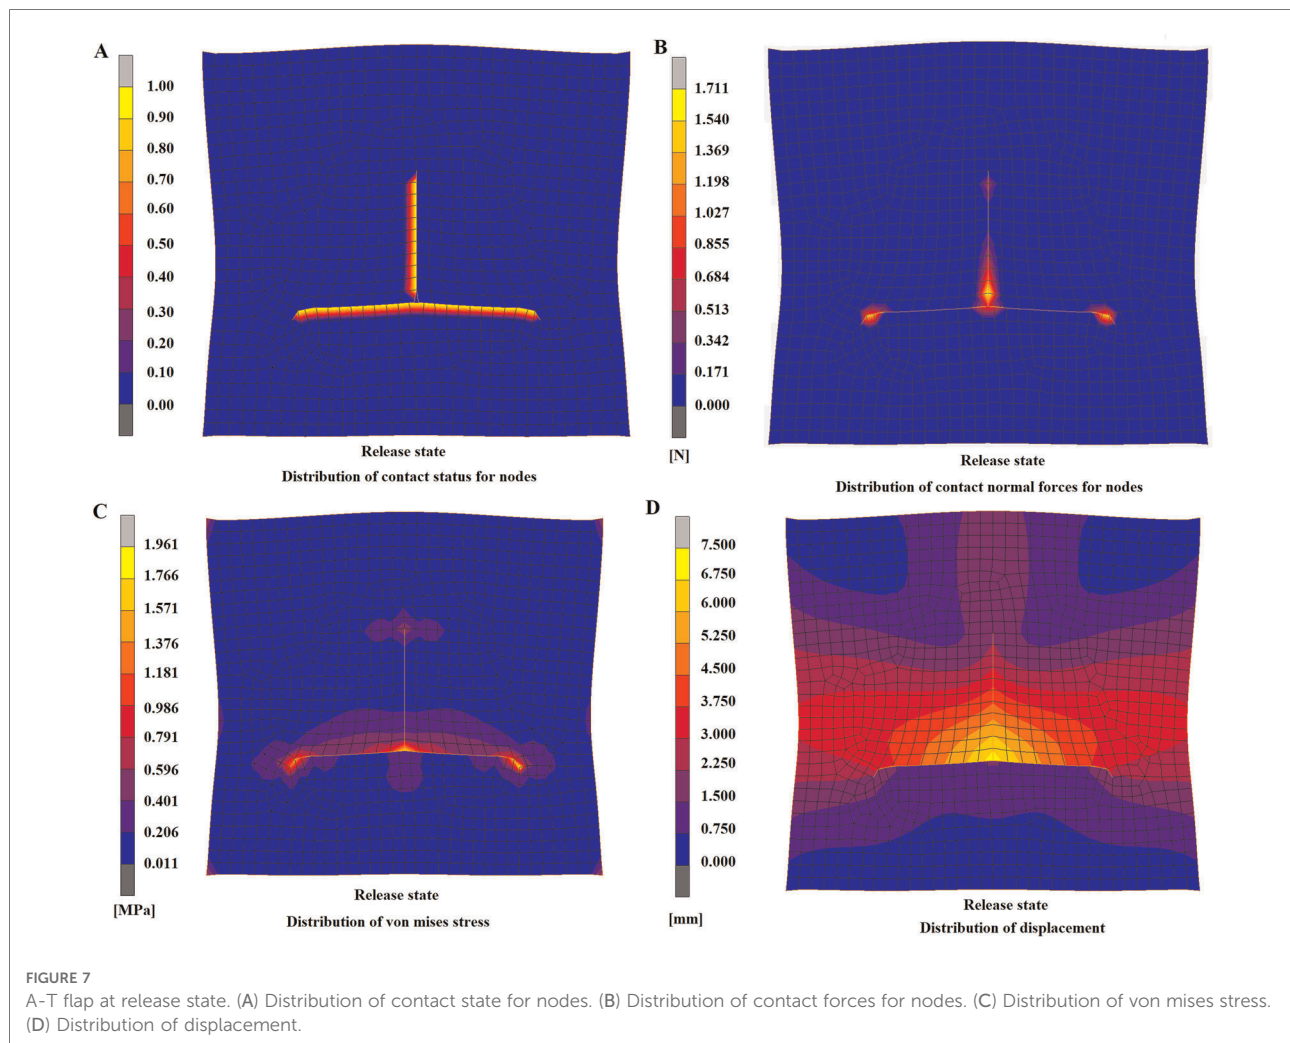 A
1.00
0.90
0.80
0.70
0.60
0.50
0.40
0.30
0.20
0.10
0.00
Release state
Distribution of contact status for nodes
B
1.711
1.540
1.369
1.198
1.027
0.855
0.684
0.513
0.342
0.171
0.000
[N]
Release state
Distribution of contact normal forces for nodes
C
1.961
1.766
1.571
1.376
1.181
0.986
0.791
0.596
0.401
0.206
0.011
[MPa]
Release state
Distribution of von mises stress
D
7.500
6.750
6.000
5.250
4.500
3.750
3.000
2.250
1.500
0.750
0.000
[mm]
Release state
Distribution of displacement
FIGURE 7
A-T flap at release state. (A) Distribution of contact state for nodes. (B) Distribution of contact forces for nodes. (C) Distribution of von mises stress.
(D) Distribution of displacement.